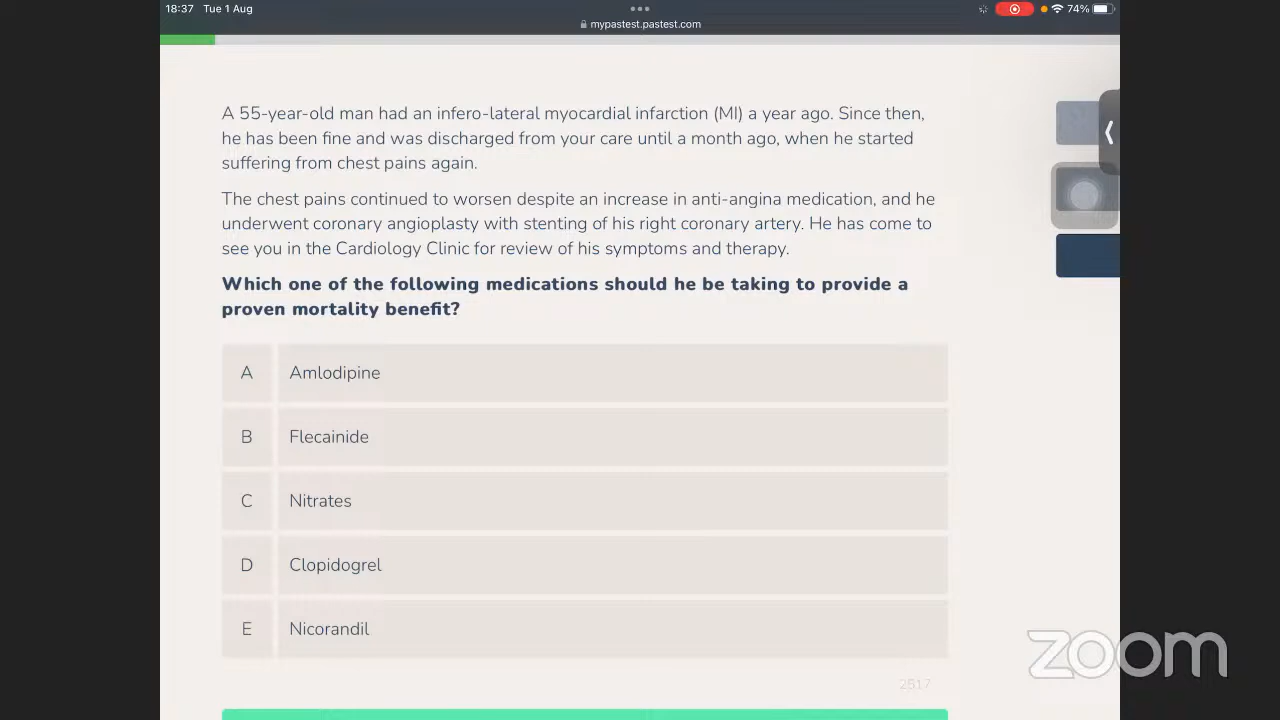 18:37 Tue 1 Aug
74%
mypastest.pastest.com
A 55-year-old man had an infero-lateral myocardial infarction (MI) a year ago. Since then,
he has been fine and was discharged from your care until a month ago, when he started
suffering from chest pains again.
The chest pains continued to worsen despite an increase in anti-angina medication, and he
underwent coronary angioplasty with stenting of his right coronary artery. He has come to
see you in the Cardiology Clinic for review of his symptoms and therapy.
Which one of the following medications should he be taking to provide a
proven mortality benefit?
A Amlodipine
B Flecainide
C Nitrates
D Clopidogrel
E Nicorandil
2517
zoom